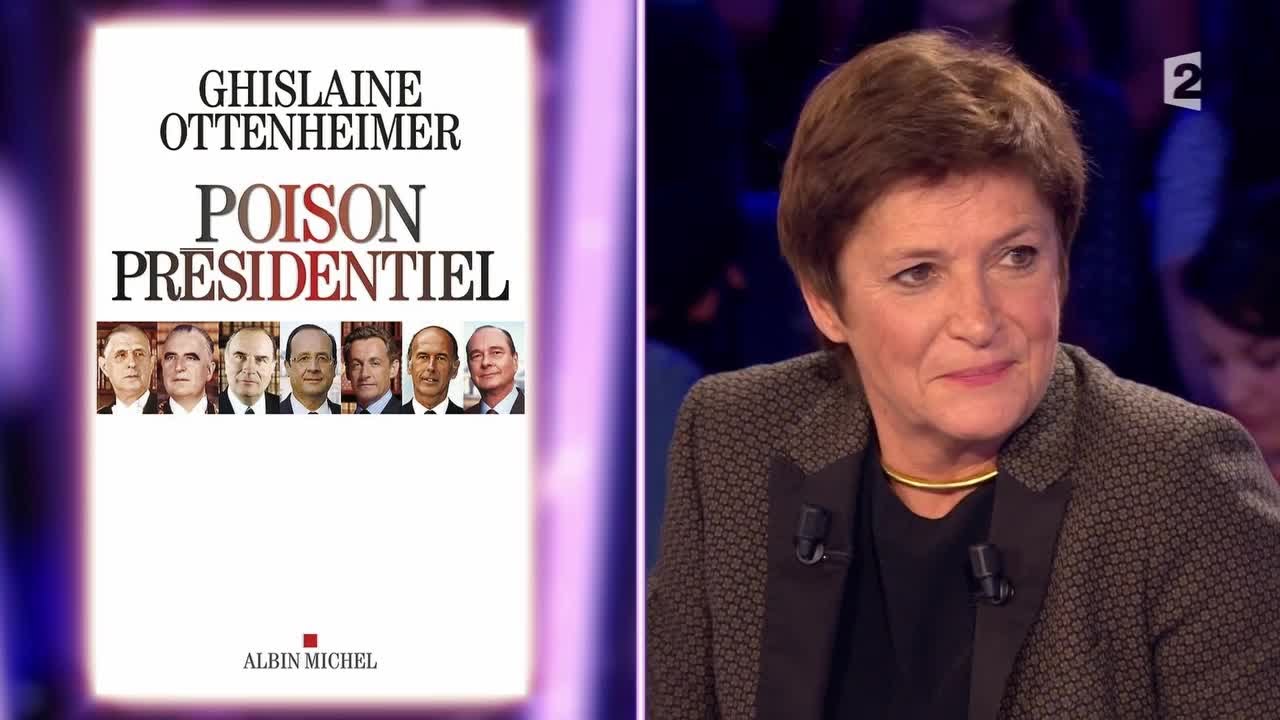 GHISLAINE
OTTENHEIMER
POISON
PRÉSIDENTIEL
ALBIN MICHEL
2